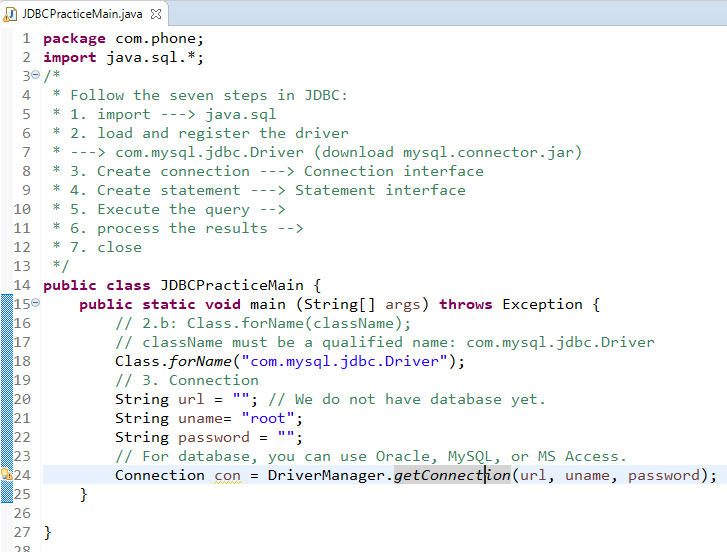 JDBCPracticeMain.java
1 package com.phone;
2 import java.sql.*;
3 /*
4 * Follow the seven steps in JDBC:
5 * 1. import ---> java.sql
6 * 2. load and register the driver
7 * ---> com.mysql.jdbc.Driver (download mysql.connector.jar)
8 * 3. Create connection ---> Connection interface
9 * 4. Create statement ---> Statement interface
10 * 5. Execute the query -->
11 * 6. process the results -->
12 * 7. close
13 */
14 public class JDBCPracticeMain {
15 public static void main (String[] args) throws Exception {
16 // 2.b: Class.forName(className);
17 // className must be a qualified name: com.mysql.jdbc.Driver
18 Class.forName("com.mysql.jdbc.Driver");
19 // 3. Connection
20 String url = ""; // We do not have database yet.
21 String uname= "root";
22 String password = "";
23 // For database, you can use Oracle, MySQL, or MS Access.
24 Connection con = DriverManager.getConnection(url, uname, password);
25 }
26
27 }
28